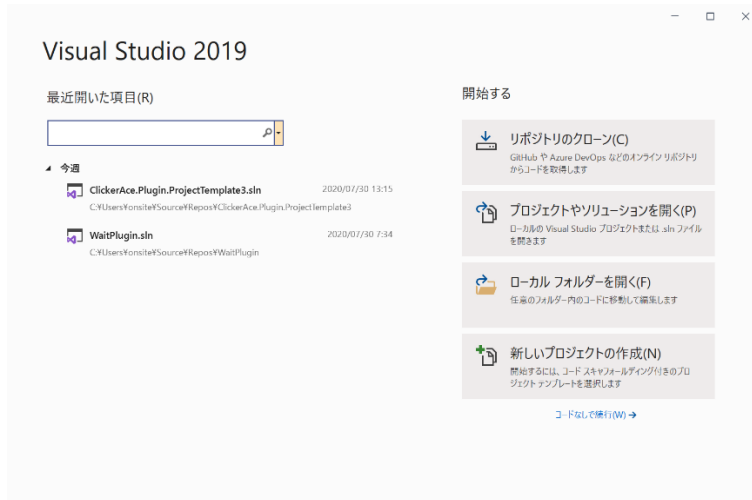 Visual Studio 2019
最近開いた項目(R)
今週
ClickerAce.Plugin.ProjectTemplate3.sln 2020/07/30 13:15
C:¥Users¥onsite¥Source¥Repos¥ClickerAce.Plugin.ProjectTemplate3
WaitPlugin.sln 2020/07/30 7:34
C:¥Users¥onsite¥Source¥Repos¥WaitPlugin
開始する
リポジトリのクローン(C)
GitHub や Azure DevOps などのオンライン リポジトリ
からコードを取得します
プロジェクトやソリューションを開く(P)
ローカルの Visual Studio プロジェクトまたは .sln ファイル
を開きます
ローカル フォルダーを開く(F)
任意のフォルダー内のコードに移動して編集します
新しいプロジェクトの作成(N)
開始するには、コード スキャフォールディング付きのプロ
ジェクト テンプレートを選択します
コードなしで続行(W) →